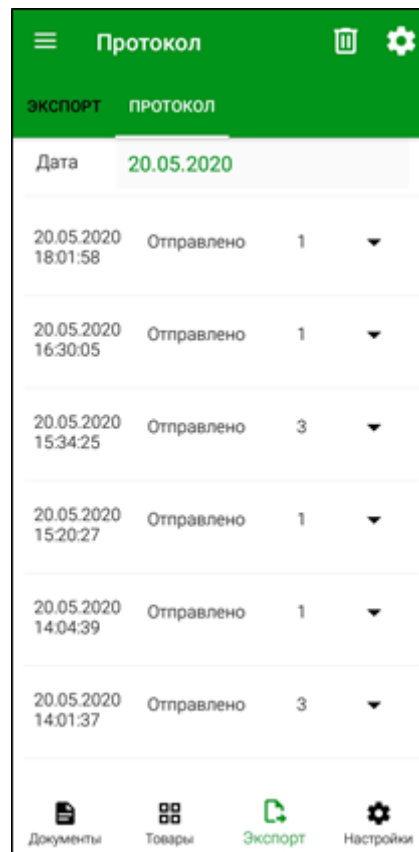 Протокол
ЭКСПОРТ ПРОТОКОЛ
Дата 20.05.2020
20.05.2020
18:01:58 Отправлено 1
20.05.2020
16:30:05 Отправлено 1
20.05.2020
15:34:25 Отправлено 3
20.05.2020
15:20:27 Отправлено 1
20.05.2020
14:04:39 Отправлено 1
20.05.2020
14:01:37 Отправлено 3
Документы Товары Экспорт Настройки